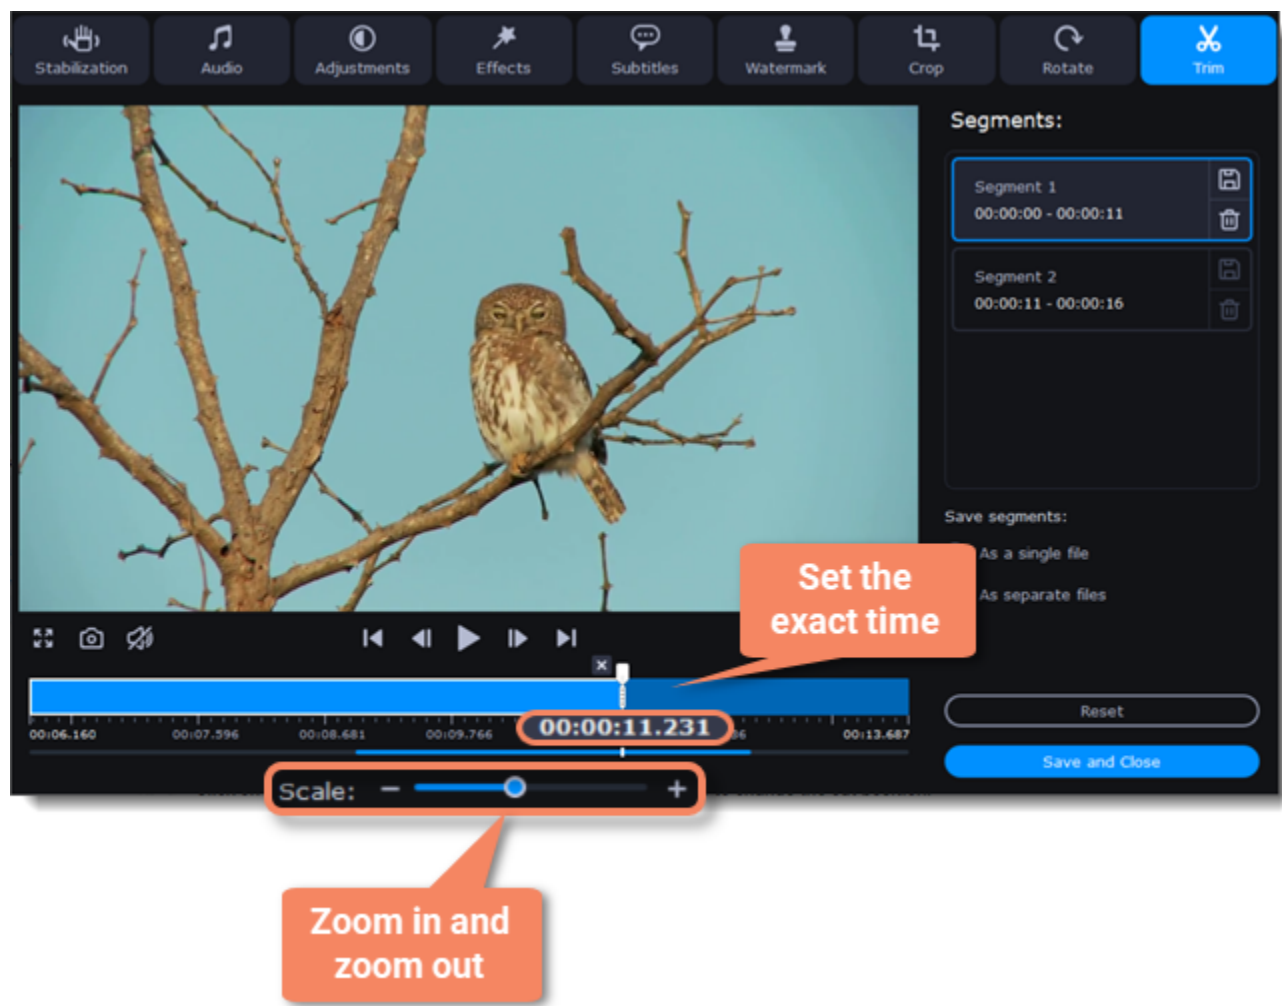 Stabilization
Audio
Adjustments
Effects
Subtitles
Watermark
Crop
Rotate
Trim
Segments:
Segment 1
00:00:00 - 00:00:11
Segment 2
00:00:11 - 00:00:16
Save segments:
As a single file
As separate files
Set the
exact time
00:06.160
00:07.596
00:08.681
00:09.766
00:00:11.231
36
00:13.687
Reset
Save and Close
Scale:
Zoom in and
zoom out